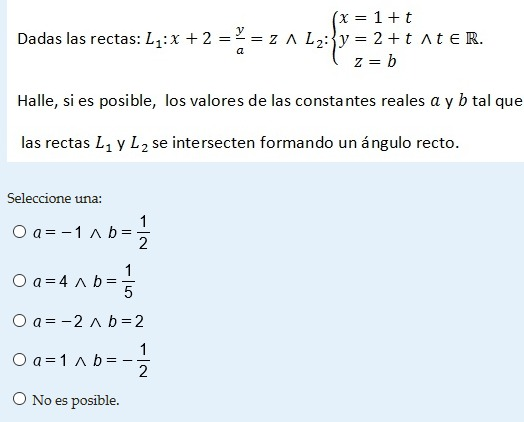 Dadas las rectas: L₁: x + 2 = y/a = z ∧ L₂: { x = 1 + t
y = 2 + t ∧ t ∈ ℝ.
z = b
Halle, si es posible, los valores de las constantes reales a y b tal que
las rectas L₁ y L₂ se intersecten formando un ángulo recto.
Seleccione una:
a = −1 ∧ b = 1/2
a = 4 ∧ b = 1/5
a = −2 ∧ b = 2
a = 1 ∧ b = − 1/2
No es posible.